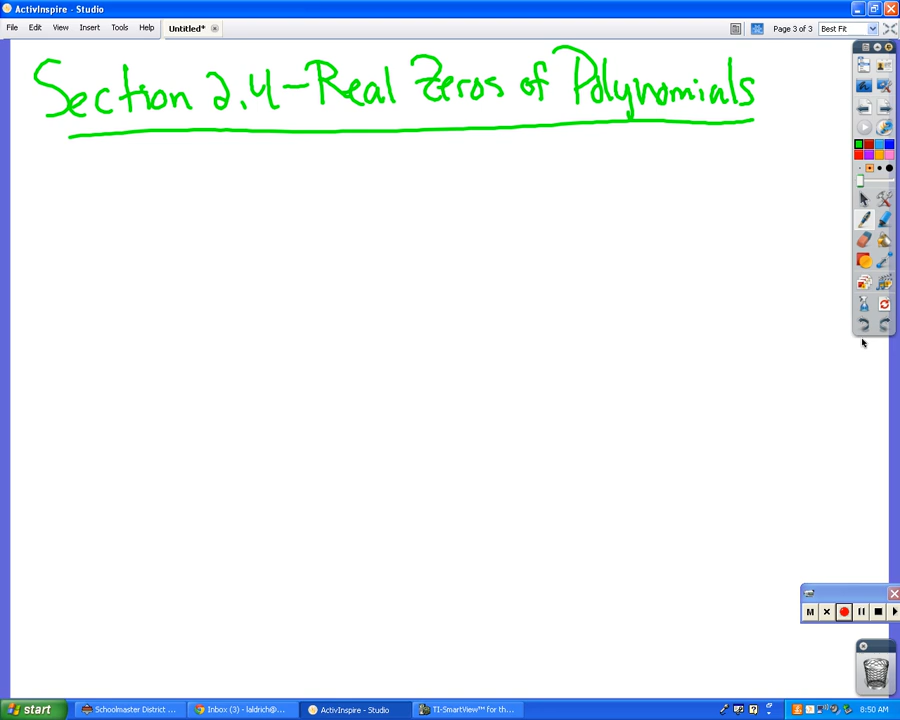 ActivInspire - Studio
File Edit View Insert Tools Help Untitled* Page 3 of 3 Best Fit
Section 2.4-Real Zeros of Polynomials
M
start Schoolmaster District ... Inbox (3) - laldrich@... ActivInspire - Studio TI-SmartView™ for th... 8:50 AM